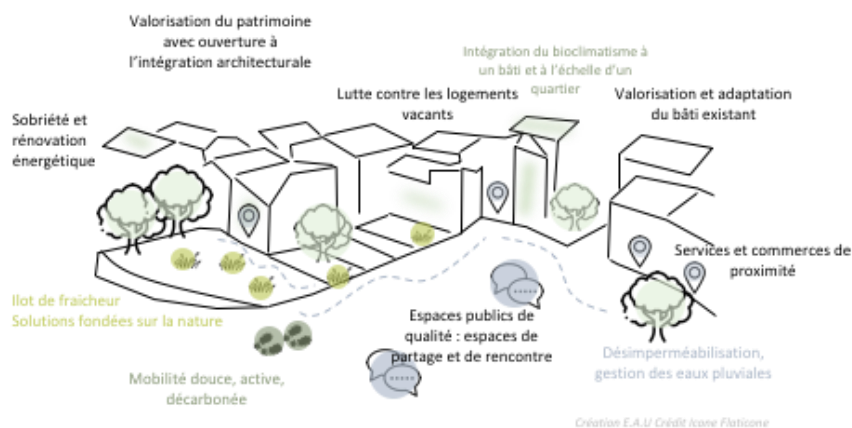 Valorisation du patrimoine
avec ouverture à
l'intégration architecturale
Intégration du bioclimatisme à
un bâti et à l'échelle d'un
quartier
Lutte contre les logements
vacants
Valorisation et adaptation
du bâti existant
Sobriété et
rénovation
énergétique
Services et commerces de
proximité
Ilot de fraicheur
Solutions fondées sur la nature
Espaces publics de
qualité : espaces de
partage et de rencontre
Désimperméabilisation,
gestion des eaux pluviales
Mobilité douce, active,
décarbonée
Création E.A.U Crédit Icone Flaticone